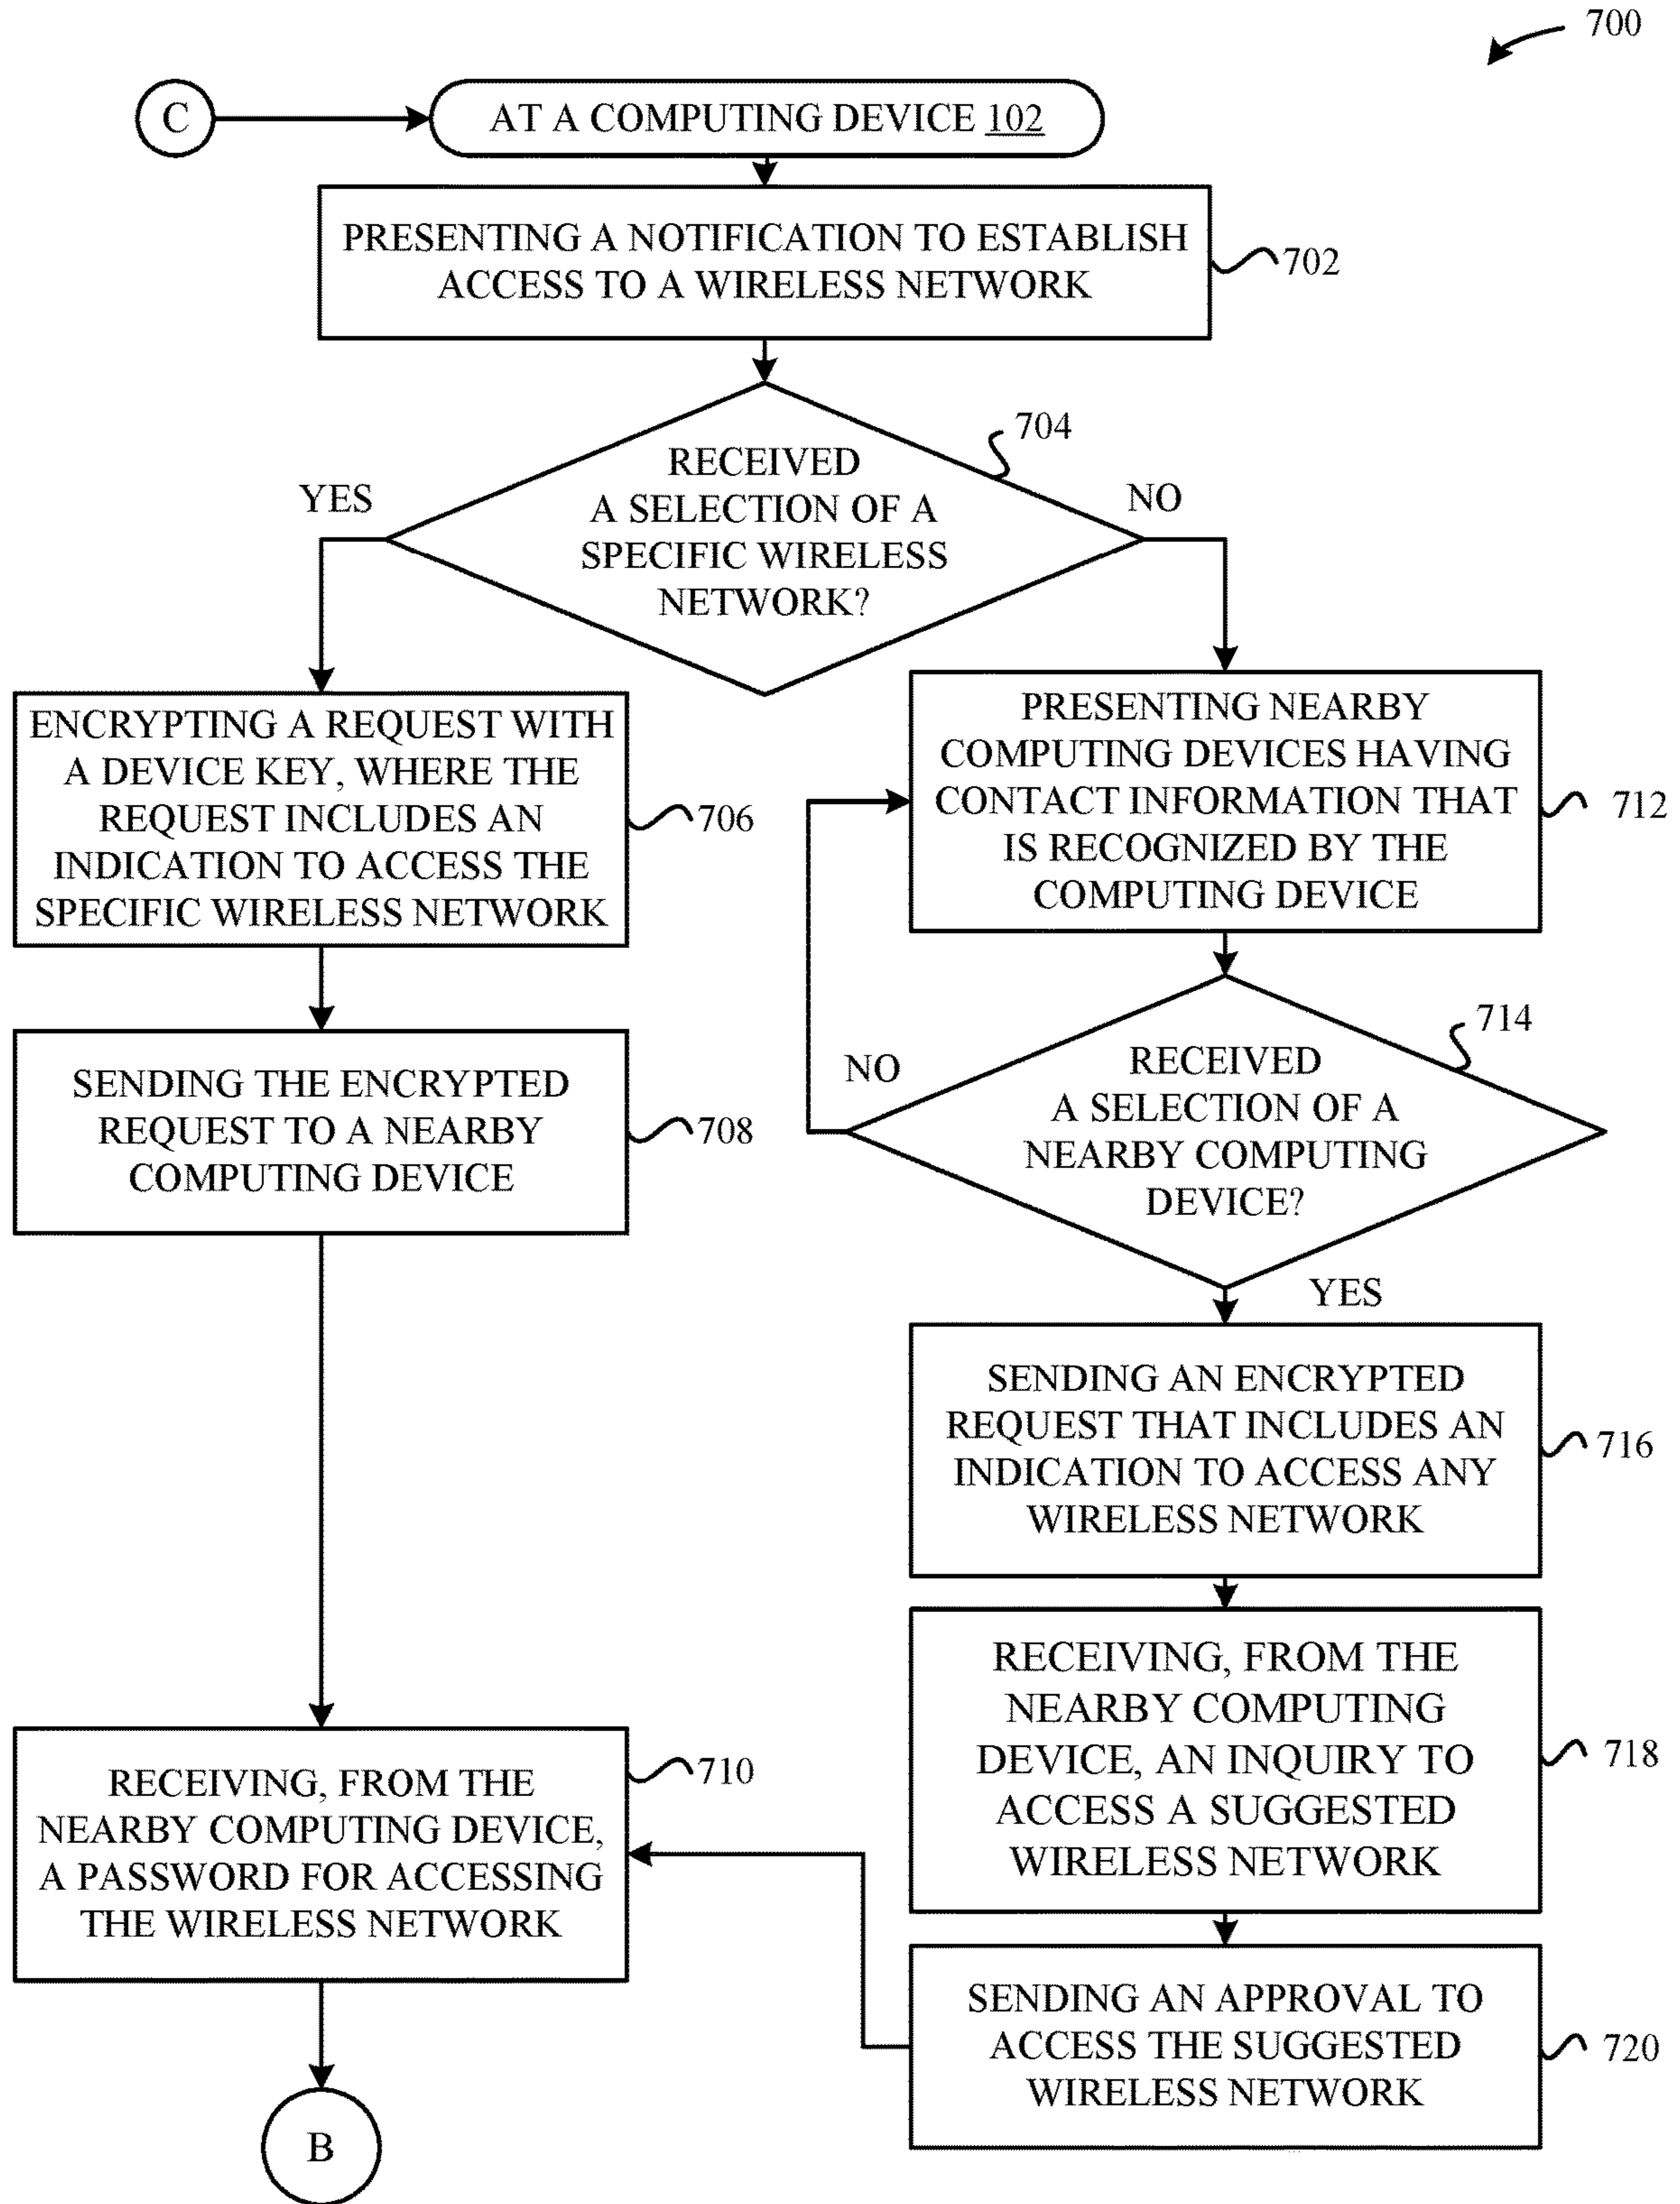 700
C
AT A COMPUTING DEVICE 102
PRESENTING A NOTIFICATION TO ESTABLISH
ACCESS TO A WIRELESS NETWORK
702
704
RECEIVED
A SELECTION OF A
SPECIFIC WIRELESS
NETWORK?
YES
NO
ENCRYPTING A REQUEST WITH
A DEVICE KEY, WHERE THE
REQUEST INCLUDES AN
INDICATION TO ACCESS THE
SPECIFIC WIRELESS NETWORK
706
SENDING THE ENCRYPTED
REQUEST TO A NEARBY
COMPUTING DEVICE
708
PRESENTING NEARBY
COMPUTING DEVICES HAVING
CONTACT INFORMATION THAT
IS RECOGNIZED BY THE
COMPUTING DEVICE
712
714
NO
RECEIVED
A SELECTION OF A
NEARBY COMPUTING
DEVICE?
YES
SENDING AN ENCRYPTED
REQUEST THAT INCLUDES AN
INDICATION TO ACCESS ANY
WIRELESS NETWORK
716
RECEIVING, FROM THE
NEARBY COMPUTING
DEVICE, AN INQUIRY TO
ACCESS A SUGGESTED
WIRELESS NETWORK
718
SENDING AN APPROVAL TO
ACCESS THE SUGGESTED
WIRELESS NETWORK
720
RECEIVING, FROM THE
NEARBY COMPUTING DEVICE,
A PASSWORD FOR ACCESSING
THE WIRELESS NETWORK
710
B